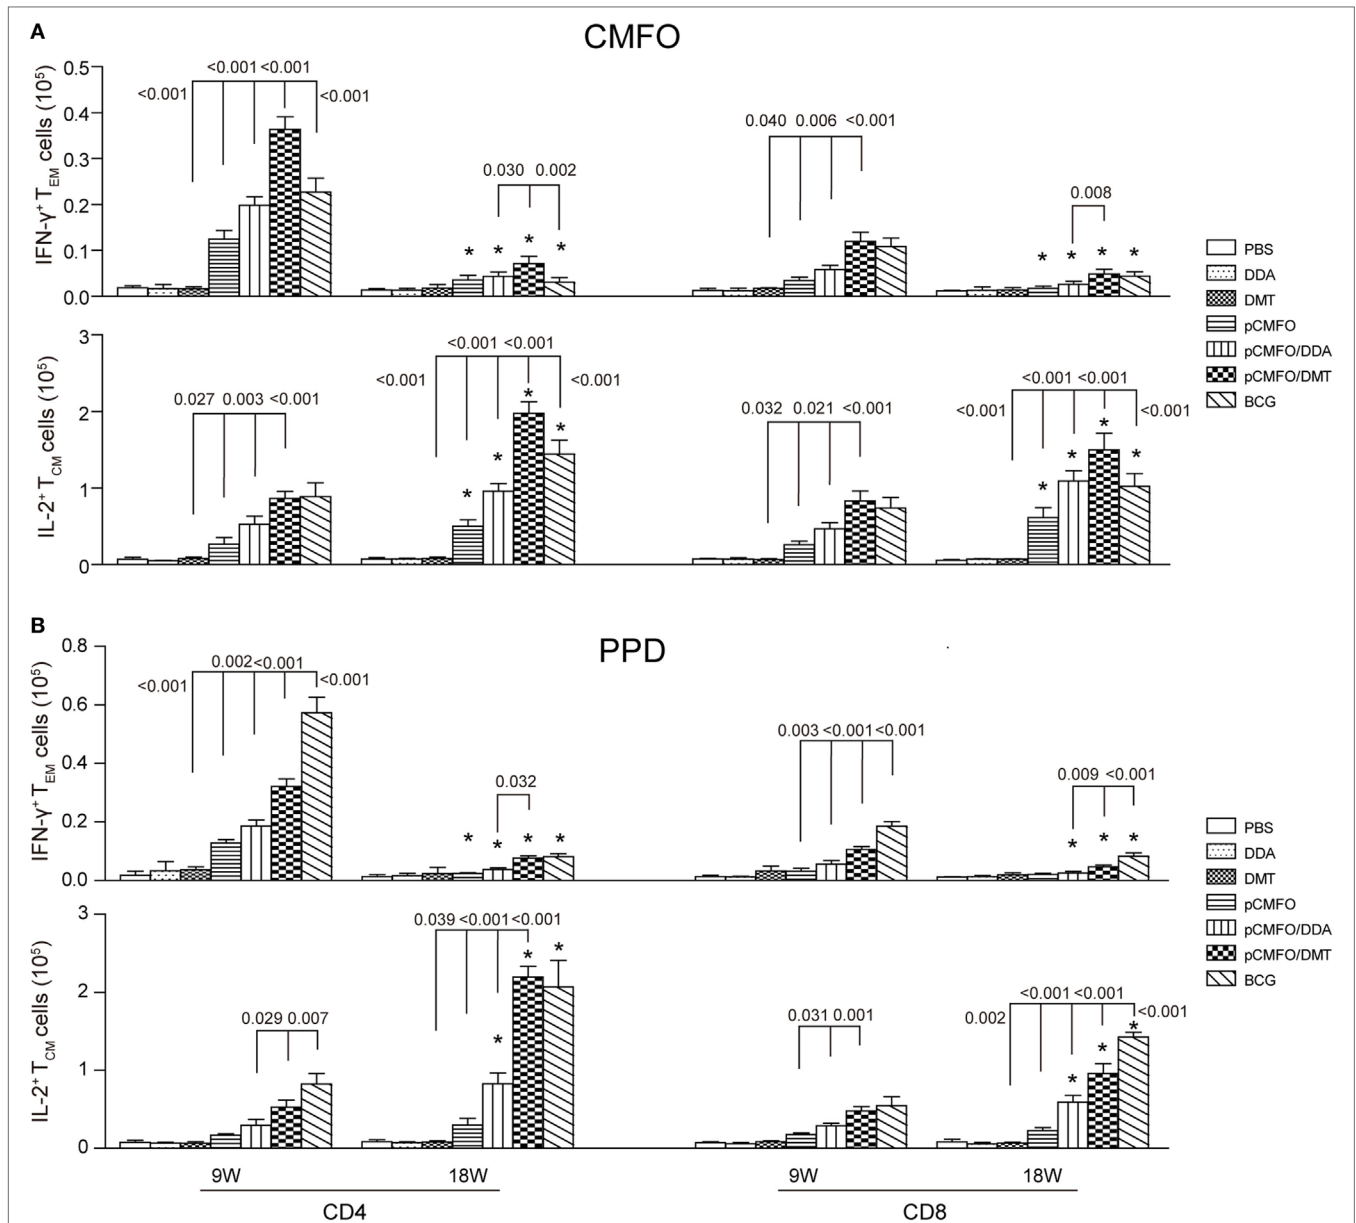 A
CMFO
IFN-γ⁺ T_EM cells (10⁵)
0.5
0.4
0.3
0.2
0.1
0.0
<0.001 <0.001
<0.001
<0.001
0.030 0.002
* * * *
0.040 0.006 <0.001
0.008
* * * *
PBS
DDA
DMT
pCMFO
pCMFO/DDA
pCMFO/DMT
BCG
IL-2⁺ T_CM cells (10⁵)
3
2
1
0
0.027 0.003 <0.001
<0.001 <0.001
<0.001
<0.001
* * * *
0.032 0.021 <0.001
<0.001 <0.001
<0.001
<0.001
* * * *
B
PPD
IFN-γ⁺ T_EM cells (10⁵)
0.8
0.6
0.4
0.2
0.0
0.002 <0.001
<0.001
<0.001
0.032
* * * *
0.003 <0.001 <0.001
0.009 <0.001
* * *
PBS
DDA
DMT
pCMFO
pCMFO/DDA
pCMFO/DMT
BCG
IL-2⁺ T_CM cells (10⁵)
3
2
1
0
0.029 0.007
0.039 <0.001 <0.001
* * *
0.031 0.001
<0.001 <0.001
0.002
<0.001
* * *
9W 18W 9W 18W
CD4 CD8